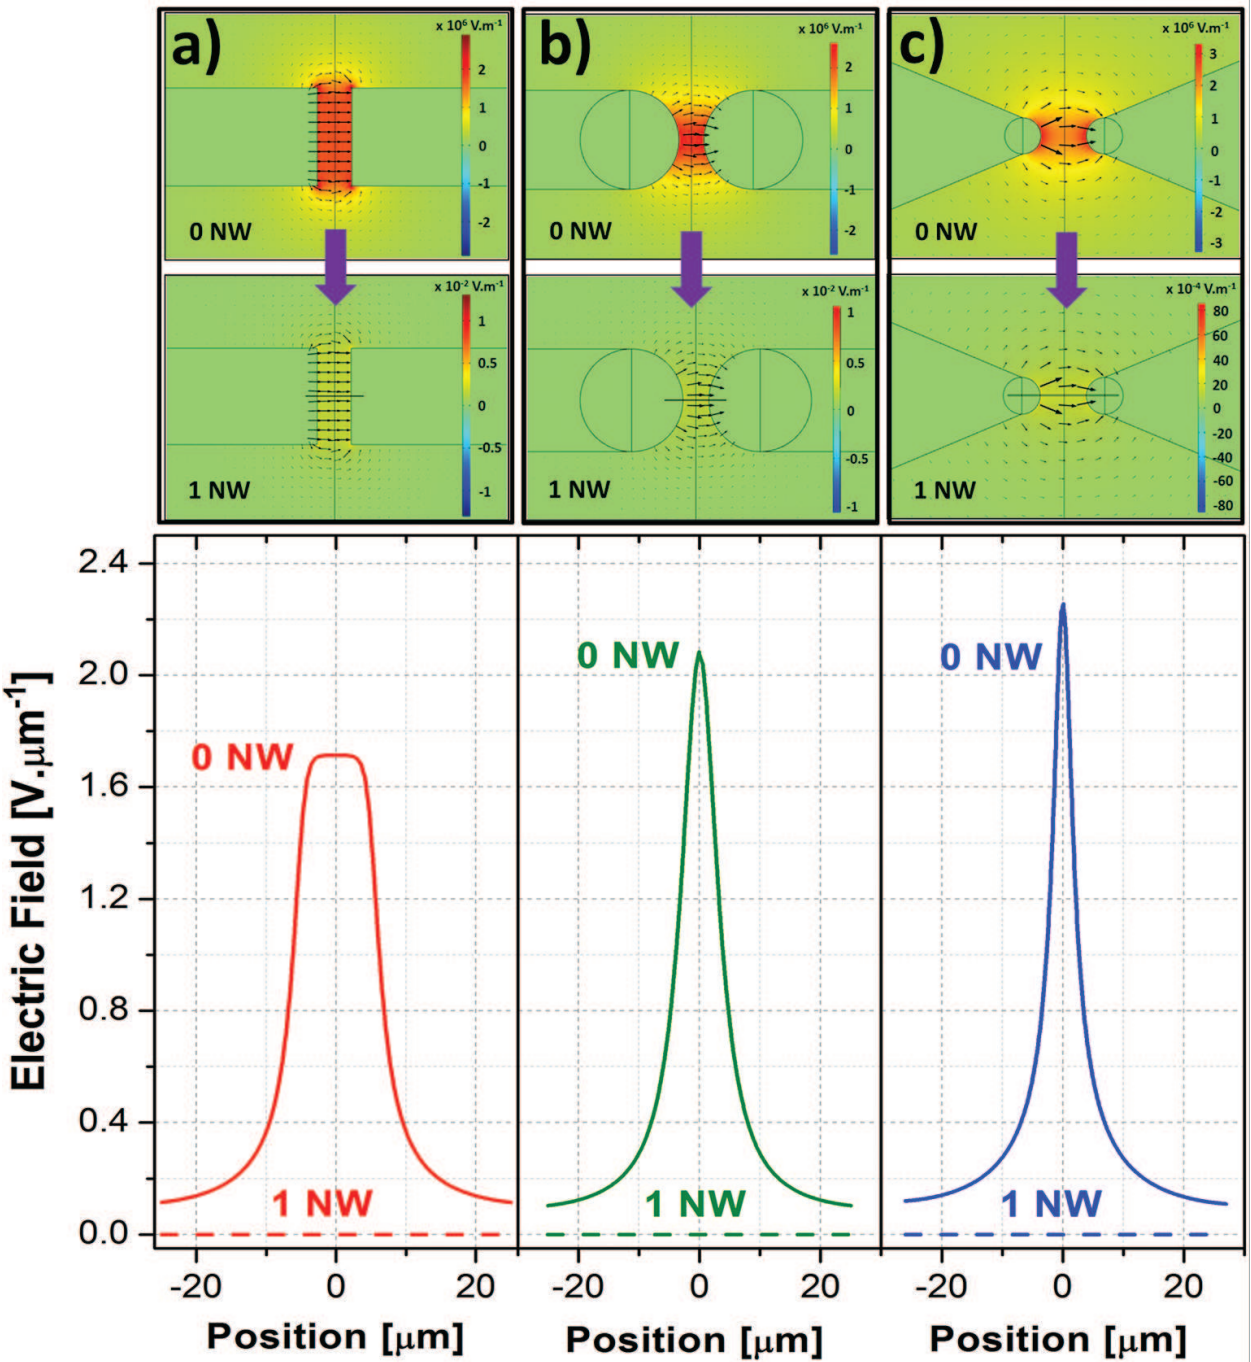 a)
x 10⁶ V.m⁻¹
2
1
0
-1
-2
0 NW
b)
x 10⁶ V.m⁻¹
2
1
0
-1
-2
0 NW
c)
x 10⁶ V.m⁻¹
3
2
1
0
-1
-2
-3
0 NW
x 10⁻² V.m⁻¹
1
0.5
0
-0.5
-1
1 NW
x 10⁻² V.m⁻¹
1
0.5
0
-0.5
-1
1 NW
x 10⁻⁴ V.m⁻¹
80
60
40
20
0
-20
-40
-60
-80
1 NW
Electric Field [V.µm⁻¹]
2.4
2.0
1.6
1.2
0.8
0.4
0.0
0 NW
1 NW
0 NW
1 NW
0 NW
1 NW
-20 0 20
-20 0 20
-20 0 20
Position [µm]
Position [µm]
Position [µm]